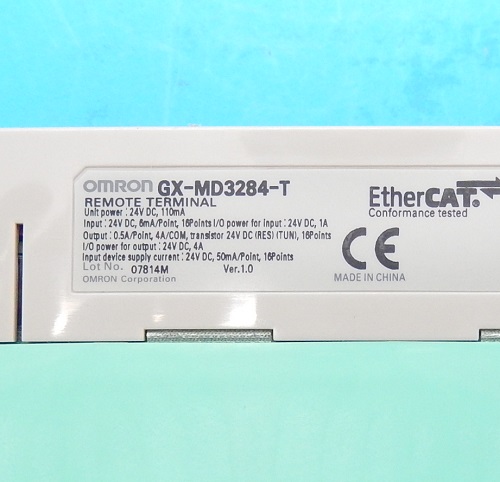 OMRON GX-MD3284-T
REMOTE TERMINAL
Unit power : 24V DC, 110mA
Input : 24V DC, 6mA/Point, 16Points I/O power for input : 24V DC, 1A
Output : 0.5A/Point, 4A/COM, transistor 24V DC (RES) (TUN), 16Points
I/O power for output : 24V DC, 4A
Input device supply current : 24V DC, 50mA/Point, 16Points
Lot No. 07814M Ver.1.0
OMRON Corporation
EtherCAT.
Conformance tested
CE
MADE IN CHINA